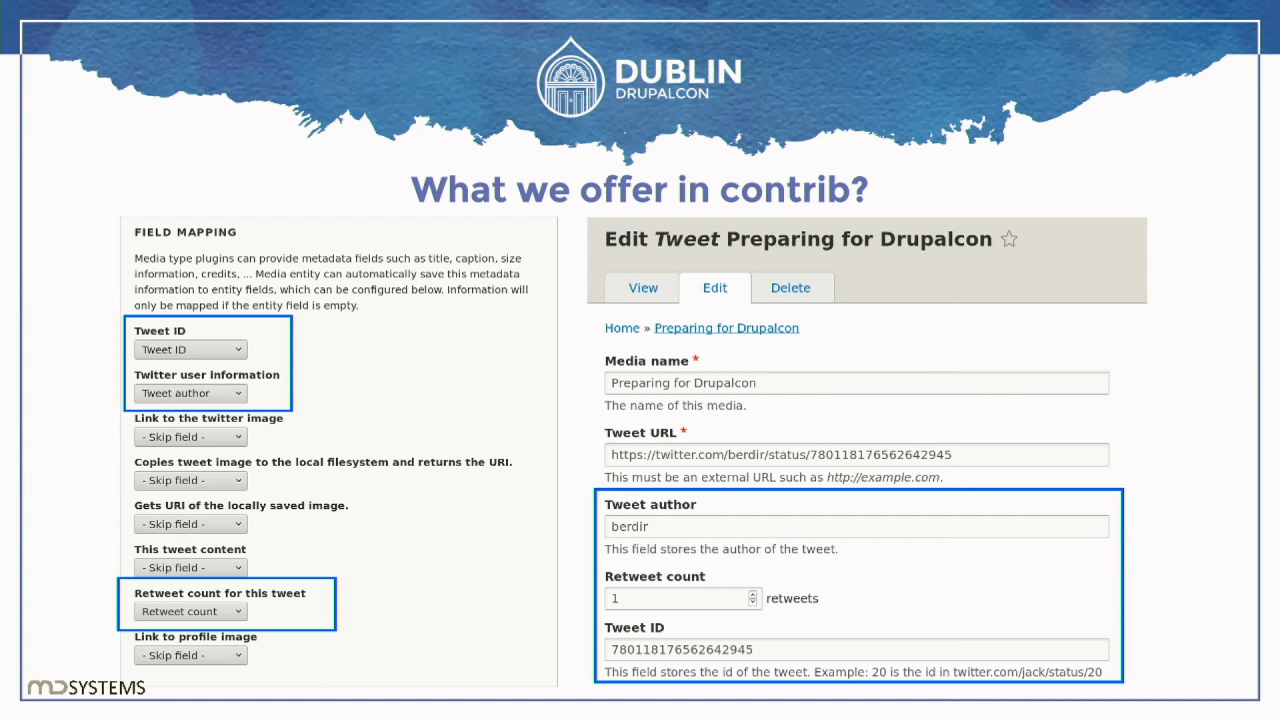 DUBLIN
DRUPALCON
What we offer in contrib?
FIELD MAPPING
Media type plugins can provide metadata fields such as title, caption, size
information, credits, ... Media entity can automatically save this metadata
information to entity fields, which can be configured below. Information will
only be mapped if the entity field is empty.
Tweet ID
Tweet ID
Twitter user information
Tweet author
Link to the twitter image
- Skip field -
Copies tweet image to the local filesystem and returns the URI.
- Skip field -
Gets URI of the locally saved image.
- Skip field -
This tweet content
- Skip field -
Retweet count for this tweet
Retweet count
Link to profile image
- Skip field -
Edit Tweet Preparing for Drupalcon
View
Edit
Delete
Home » Preparing for Drupalcon
Media name *
Preparing for Drupalcon
The name of this media.
Tweet URL *
https://twitter.com/berdir/status/780118176562642945
This must be an external URL such as http://example.com.
Tweet author
berdir
This field stores the author of the tweet.
Retweet count
1 retweets
Tweet ID
780118176562642945
This field stores the id of the tweet. Example: 20 is the id in twitter.com/jack/status/20
MD SYSTEMS